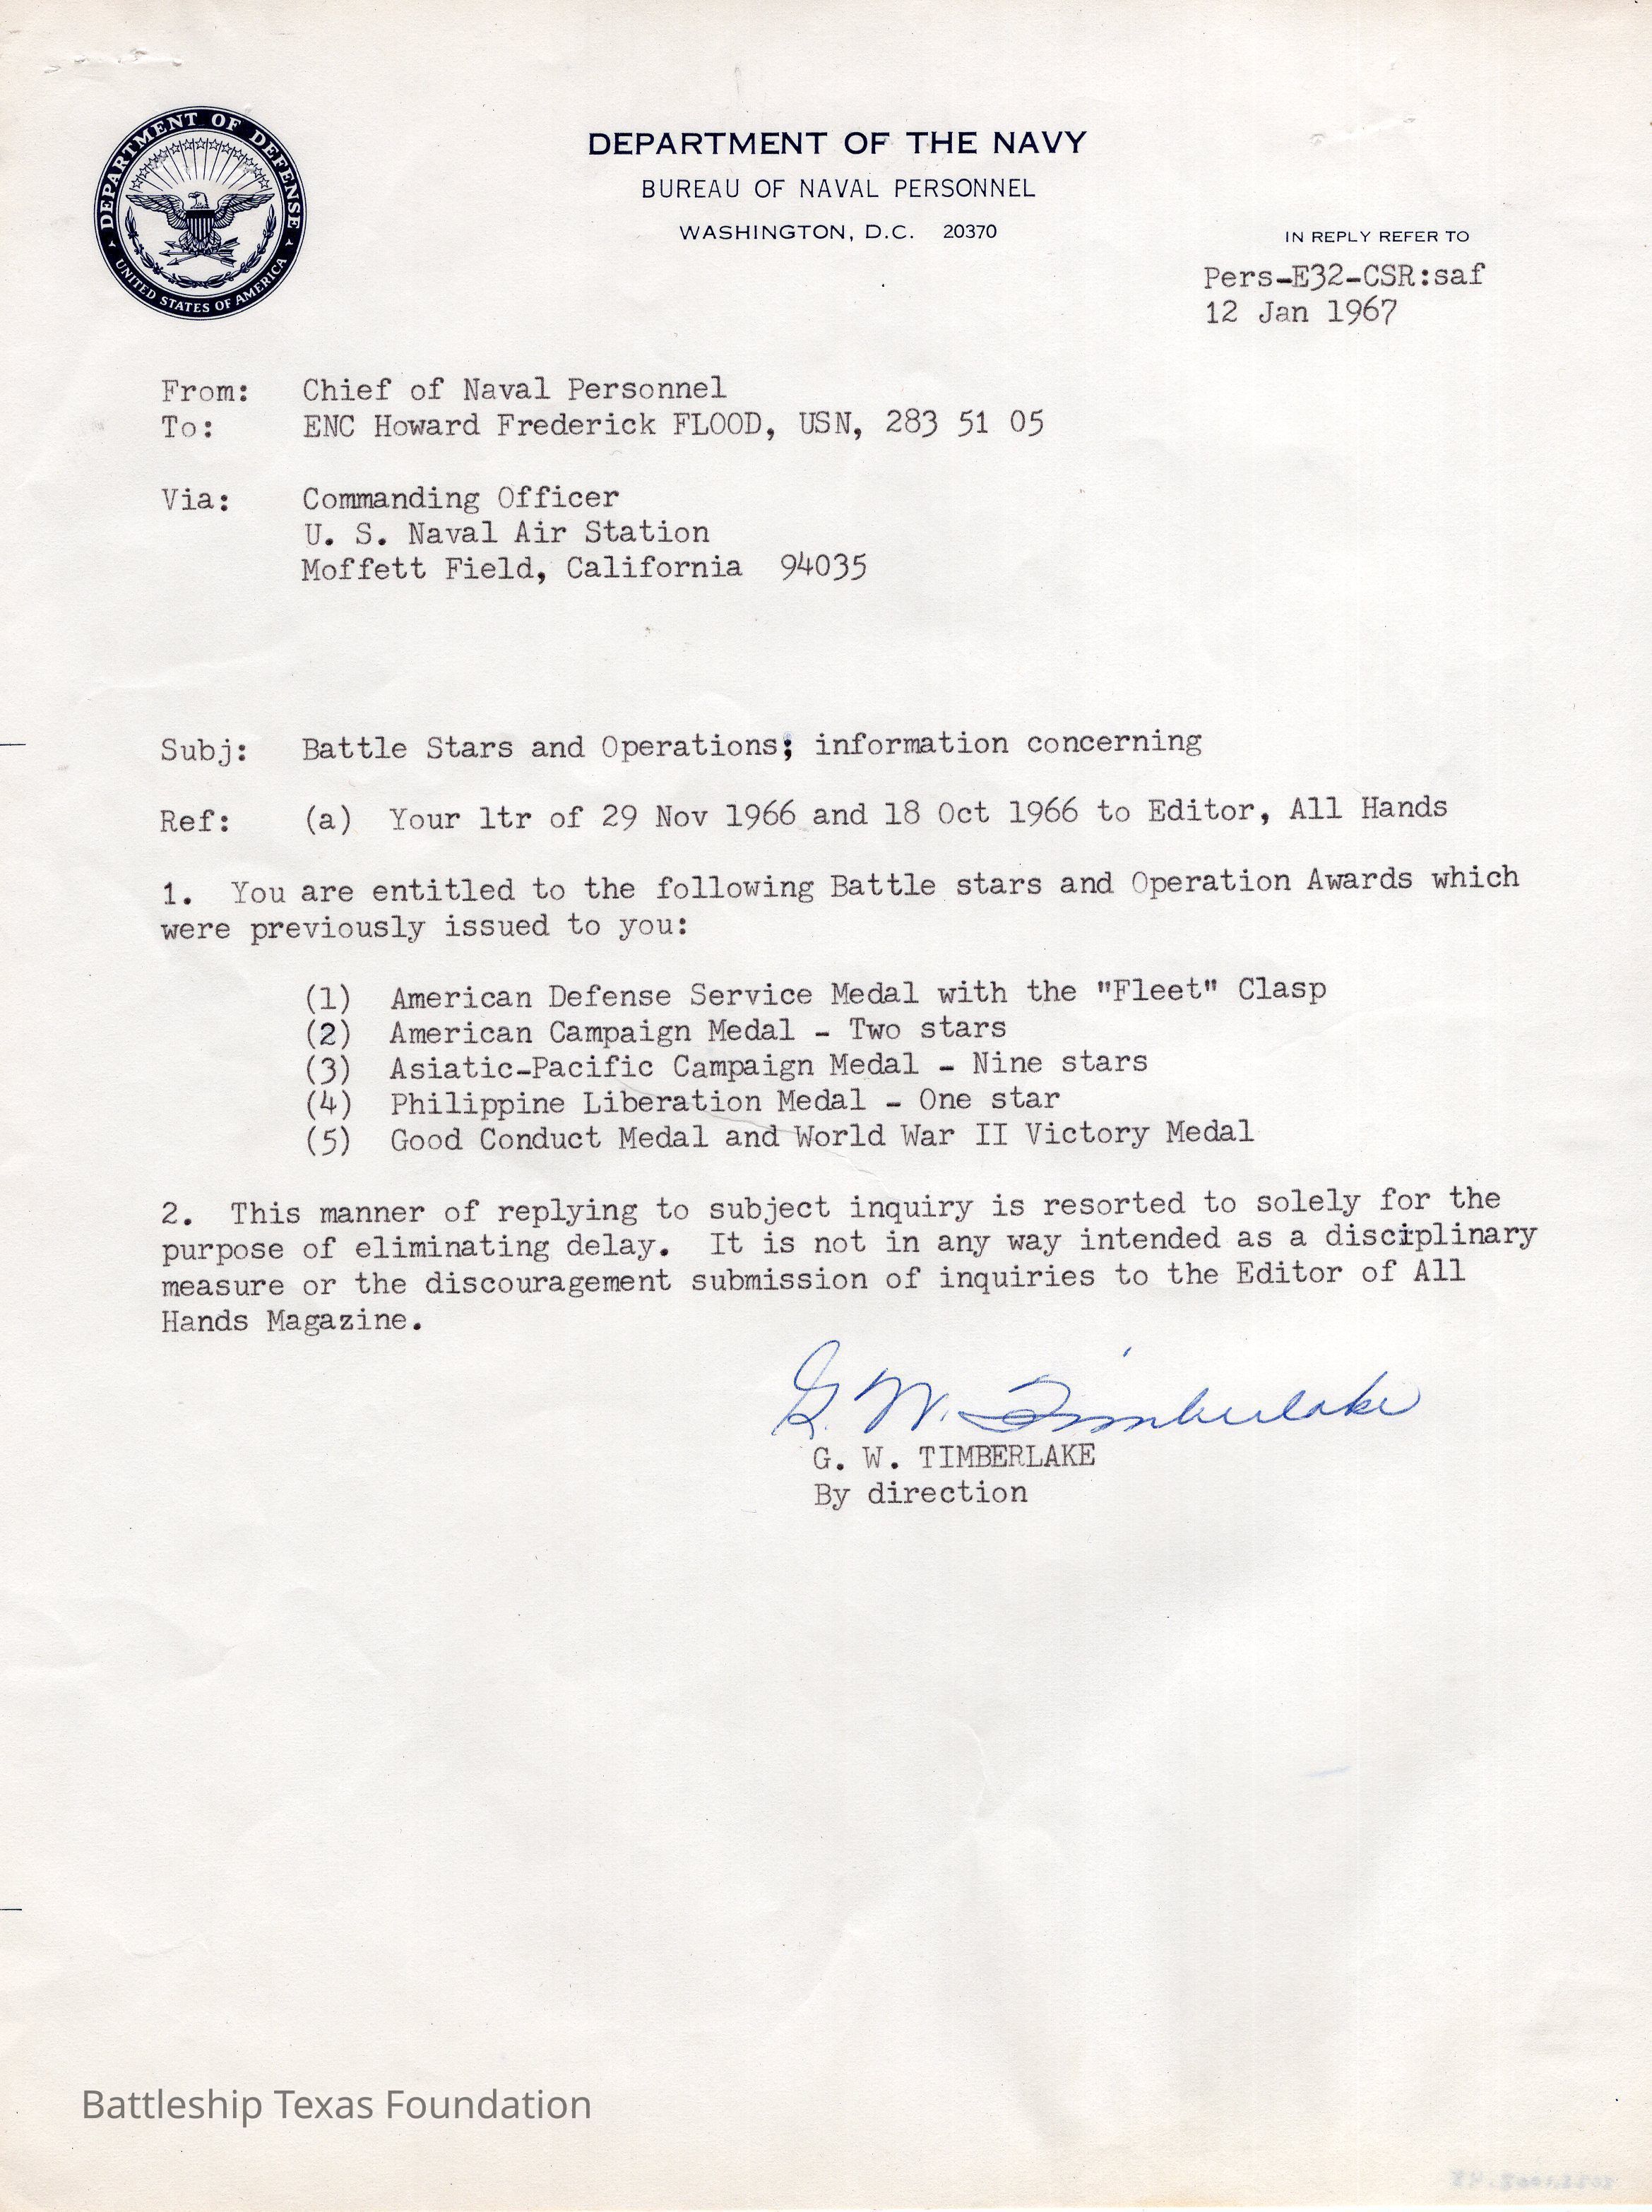 DEPARTMENT OF DEFENSE
UNITED STATES OF AMERICA
DEPARTMENT OF THE NAVY
BUREAU OF NAVAL PERSONNEL
WASHINGTON, D.C. 20370
IN REPLY REFER TO
Pers-E32-CSR:saf
12 Jan 1967
From: Chief of Naval Personnel
To: ENC Howard Frederick FLOOD, USN, 283 51 05
Via: Commanding Officer
U. S. Naval Air Station
Moffett Field, California 94035
Subj: Battle Stars and Operations; information concerning
Ref: (a) Your ltr of 29 Nov 1966 and 18 Oct 1966 to Editor, All Hands
1. You are entitled to the following Battle stars and Operation Awards which
were previously issued to you:
(1) American Defense Service Medal with the "Fleet" Clasp
(2) American Campaign Medal - Two stars
(3) Asiatic-Pacific Campaign Medal - Nine stars
(4) Philippine Liberation Medal - One star
(5) Good Conduct Medal and World War II Victory Medal
2. This manner of replying to subject inquiry is resorted to solely for the
purpose of eliminating delay. It is not in any way intended as a disciplinary
measure or the discouragement submission of inquiries to the Editor of All
Hands Magazine.
G. W. Timberlake
G. W. TIMBERLAKE
By direction
Battleship Texas Foundation